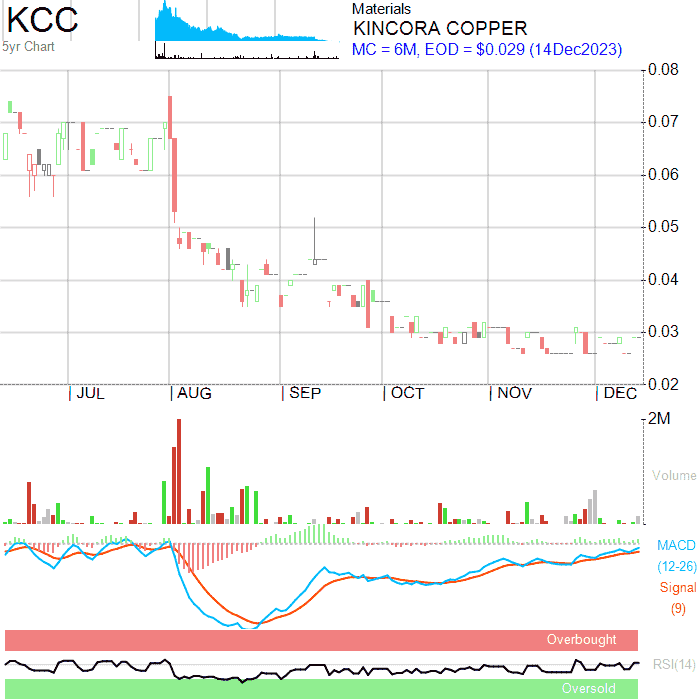 KCC
5yr Chart
Materials
KINCORA COPPER
MC = 6M, EOD = $0.029 (14Dec2023)
0.08
0.07
0.06
0.05
0.04
0.03
0.02
JUL AUG SEP OCT NOV DEC
2M
Volume
MACD
(12-26)
Signal
(9)
Overbought
RSI(14)
Oversold